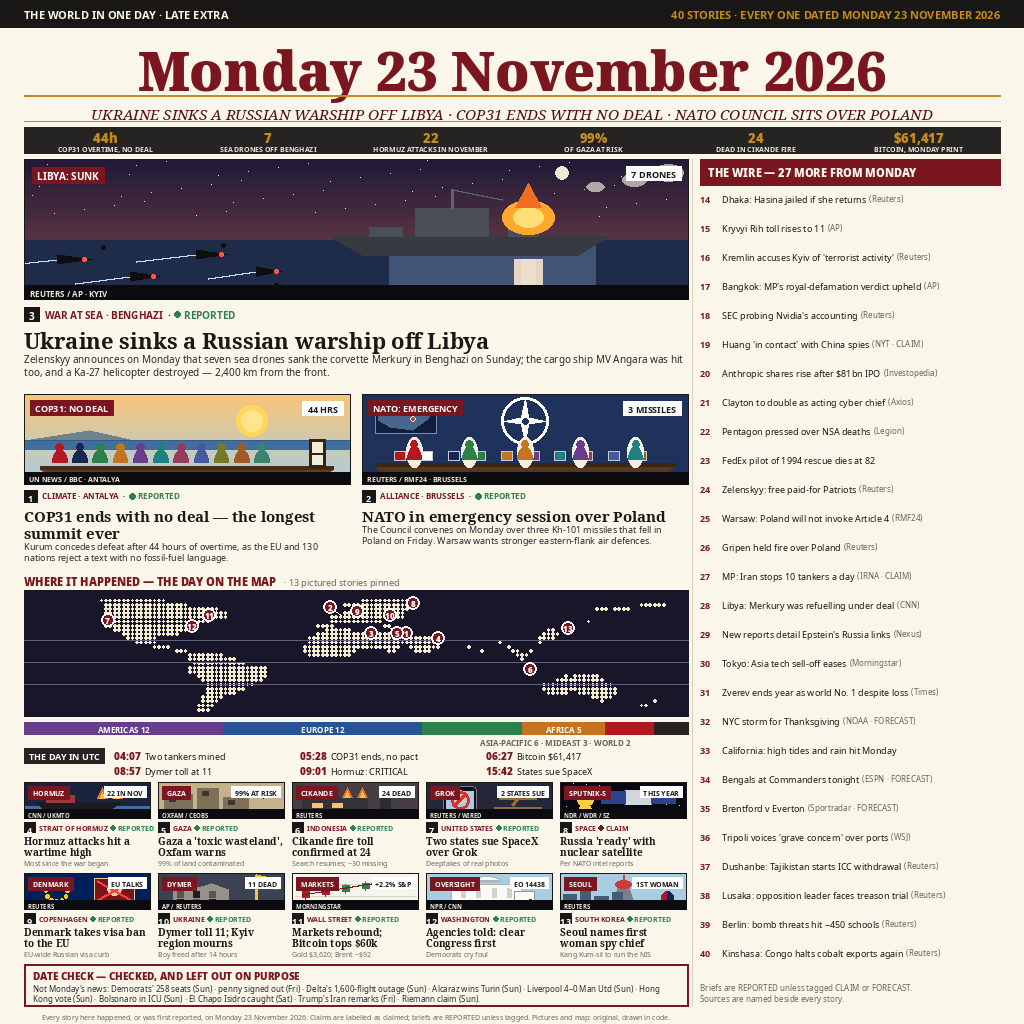 THE WORLD IN ONE DAY · LATE EXTRA
40 STORIES · EVERY ONE DATED MONDAY 23 NOVEMBER 2026
Monday 23 November 2026
UKRAINE SINKS A RUSSIAN WARSHIP OFF LIBYA · COP31 ENDS WITH NO DEAL · NATO COUNCIL SITS OVER POLAND
44h
COP31 OVERTIME, NO DEAL
7
SEA DRONES OFF BENGHAZI
22
HORMUZ ATTACKS IN NOVEMBER
99%
OF GAZA AT RISK
24
DEAD IN CIKANDE FIRE
$61,417
BITCOIN, MONDAY PRINT
LIBYA: SUNK
7 DRONES
REUTERS / AP · KYIV
3 WAR AT SEA · BENGHAZI · REPORTED
Ukraine sinks a Russian warship off Libya
Zelenskyy announces on Monday that seven sea drones sank the corvette Merkury in Benghazi on Sunday; the cargo ship MV Angara was hit
too, and a Ka-27 helicopter destroyed — 2,400 km from the front.
COP31: NO DEAL
44 HRS
UN NEWS / BBC · ANTALYA
1 CLIMATE · ANTALYA · REPORTED
COP31 ends with no deal — the longest
summit ever
Kurum concedes defeat after 44 hours of overtime, as the EU and 130
nations reject a text with no fossil-fuel language.
NATO: EMERGENCY
3 MISSILES
REUTERS / RMF24 · BRUSSELS
2 ALLIANCE · BRUSSELS · REPORTED
NATO in emergency session over Poland
The Council convenes on Monday over three Kh-101 missiles that fell in
Poland on Friday. Warsaw wants stronger eastern-flank air defences.
WHERE IT HAPPENED — THE DAY ON THE MAP · 13 pictured stories pinned
7
11
12
2
9
8
10
3
5
1
4
13
6
AMERICAS 12
EUROPE 12
AFRICA 5
ASIA-PACIFIC 6 · MIDEAST 3 · WORLD 2
THE DAY IN UTC
04:07 Two tankers mined
05:28 COP31 ends, no pact
06:27 Bitcoin $61,417
08:57 Dymer toll at 11
09:01 Hormuz: CRITICAL
15:42 States sue SpaceX
HORMUZ
22 IN NOV
CNN / UKMTO
4 STRAIT OF HORMUZ REPORTED
Hormuz attacks hit a
wartime high
Most since the war began
GAZA
99% AT RISK
OXFAM / CEOBS
5 GAZA REPORTED
Gaza a 'toxic wasteland',
Oxfam warns
99% of land contaminated
CIKANDE
24 DEAD
REUTERS
6 INDONESIA REPORTED
Cikande fire toll
confirmed at 24
Search resumes; ~30 missing
GROK
2 STATES SUE
REUTERS / WIRED
7 UNITED STATES REPORTED
Two states sue SpaceX
over Grok
Deepfakes of real photos
SPUTNIK-S
THIS YEAR
NDR / WDR / SZ
8 SPACE CLAIM
Russia 'ready' with
nuclear satellite
Per NATO intel reports
DENMARK
EU TALKS
REUTERS
9 COPENHAGEN REPORTED
Denmark takes visa ban
to the EU
EU-wide Russian visa curb
DYMER
11 DEAD
AP / REUTERS
10 UKRAINE REPORTED
Dymer toll 11; Kyiv
region mourns
Boy freed after 14 hours
MARKETS
+2.2% S&P
MORNINGSTAR
11 WALL STREET REPORTED
Markets rebound;
Bitcoin tops $60k
Gold $3,620; Brent ~$92
OVERSIGHT
EO 14438
NPR / CNN
12 WASHINGTON REPORTED
Agencies told: clear
Congress first
Democrats cry foul
SEOUL
1ST WOMAN
REUTERS
13 SOUTH KOREA REPORTED
Seoul names first
woman spy chief
Kang Kum-sil to run the NIS
DATE CHECK — CHECKED, AND LEFT OUT ON PURPOSE
Not Monday's news: Democrats' 258 seats (Sun) · penny signed (Fri) · Delta's 1,600-flight outage (Sun) · Alcaraz wins Turin (Sun) · Liverpool 4–0 Man Utd (Sun) · Hong
Kong vote (Sun) · Bolsonaro in ICU (Sun) · El Chapo Isidro caught (Sat) · Trump's Iran remarks (Fri) · Riemann claim (Sun).
THE WIRE — 27 MORE FROM MONDAY
14 Dhaka: Hasina jailed if she returns (Reuters)
15 Kryvyi Rih toll rises to 11 (AP)
16 Kremlin accuses Kyiv of 'terrorist activity' (Reuters)
17 Bangkok: MP's royal-defamation verdict upheld (AP)
18 SEC probing Nvidia's accounting (Reuters)
19 Huang 'in contact' with China spies (NYT · CLAIM)
20 Anthropic shares rise after $81bn IPO (Investopedia)
21 Clayton to double as acting cyber chief (Axios)
22 Pentagon pressed over NSA deaths (Legion)
23 FedEx pilot of 1994 rescue dies at 82
24 Zelenskyy: free paid-for Patriots (Reuters)
25 Warsaw: Poland will not invoke Article 4 (RMF24)
26 Gripen held fire over Poland (Reuters)
27 MP: Iran stops 10 tankers a day (IRNA · CLAIM)
28 Libya: Merkury was refuelling under deal (CNN)
29 New reports detail Epstein's Russia links (Nexus)
30 Tokyo: Asia tech sell-off eases (Morningstar)
31 Zverev ends year as world No. 1 despite loss (Times)
32 NYC storm for Thanksgiving (NOAA · FORECAST)
33 California: high tides and rain hit Monday
34 Bengals at Commanders tonight (ESPN · FORECAST)
35 Brentford v Everton (Sportradar · FORECAST)
36 Tripoli voices 'grave concern' over ports (WSJ)
37 Dushanbe: Tajikistan starts ICC withdrawal (Reuters)
38 Lusaka: opposition leader faces treason trial (Reuters)
39 Berlin: bomb threats hit ~450 schools (Reuters)
40 Kinshasa: Congo halts cobalt exports again (Reuters)
Briefs are REPORTED unless tagged CLAIM or FORECAST.
Sources are named beside every story.
Every story here happened, or was first reported, on Monday 23 November 2026. Claims are labelled as claimed; briefs are REPORTED unless tagged. Pictures and map: original, drawn in code.